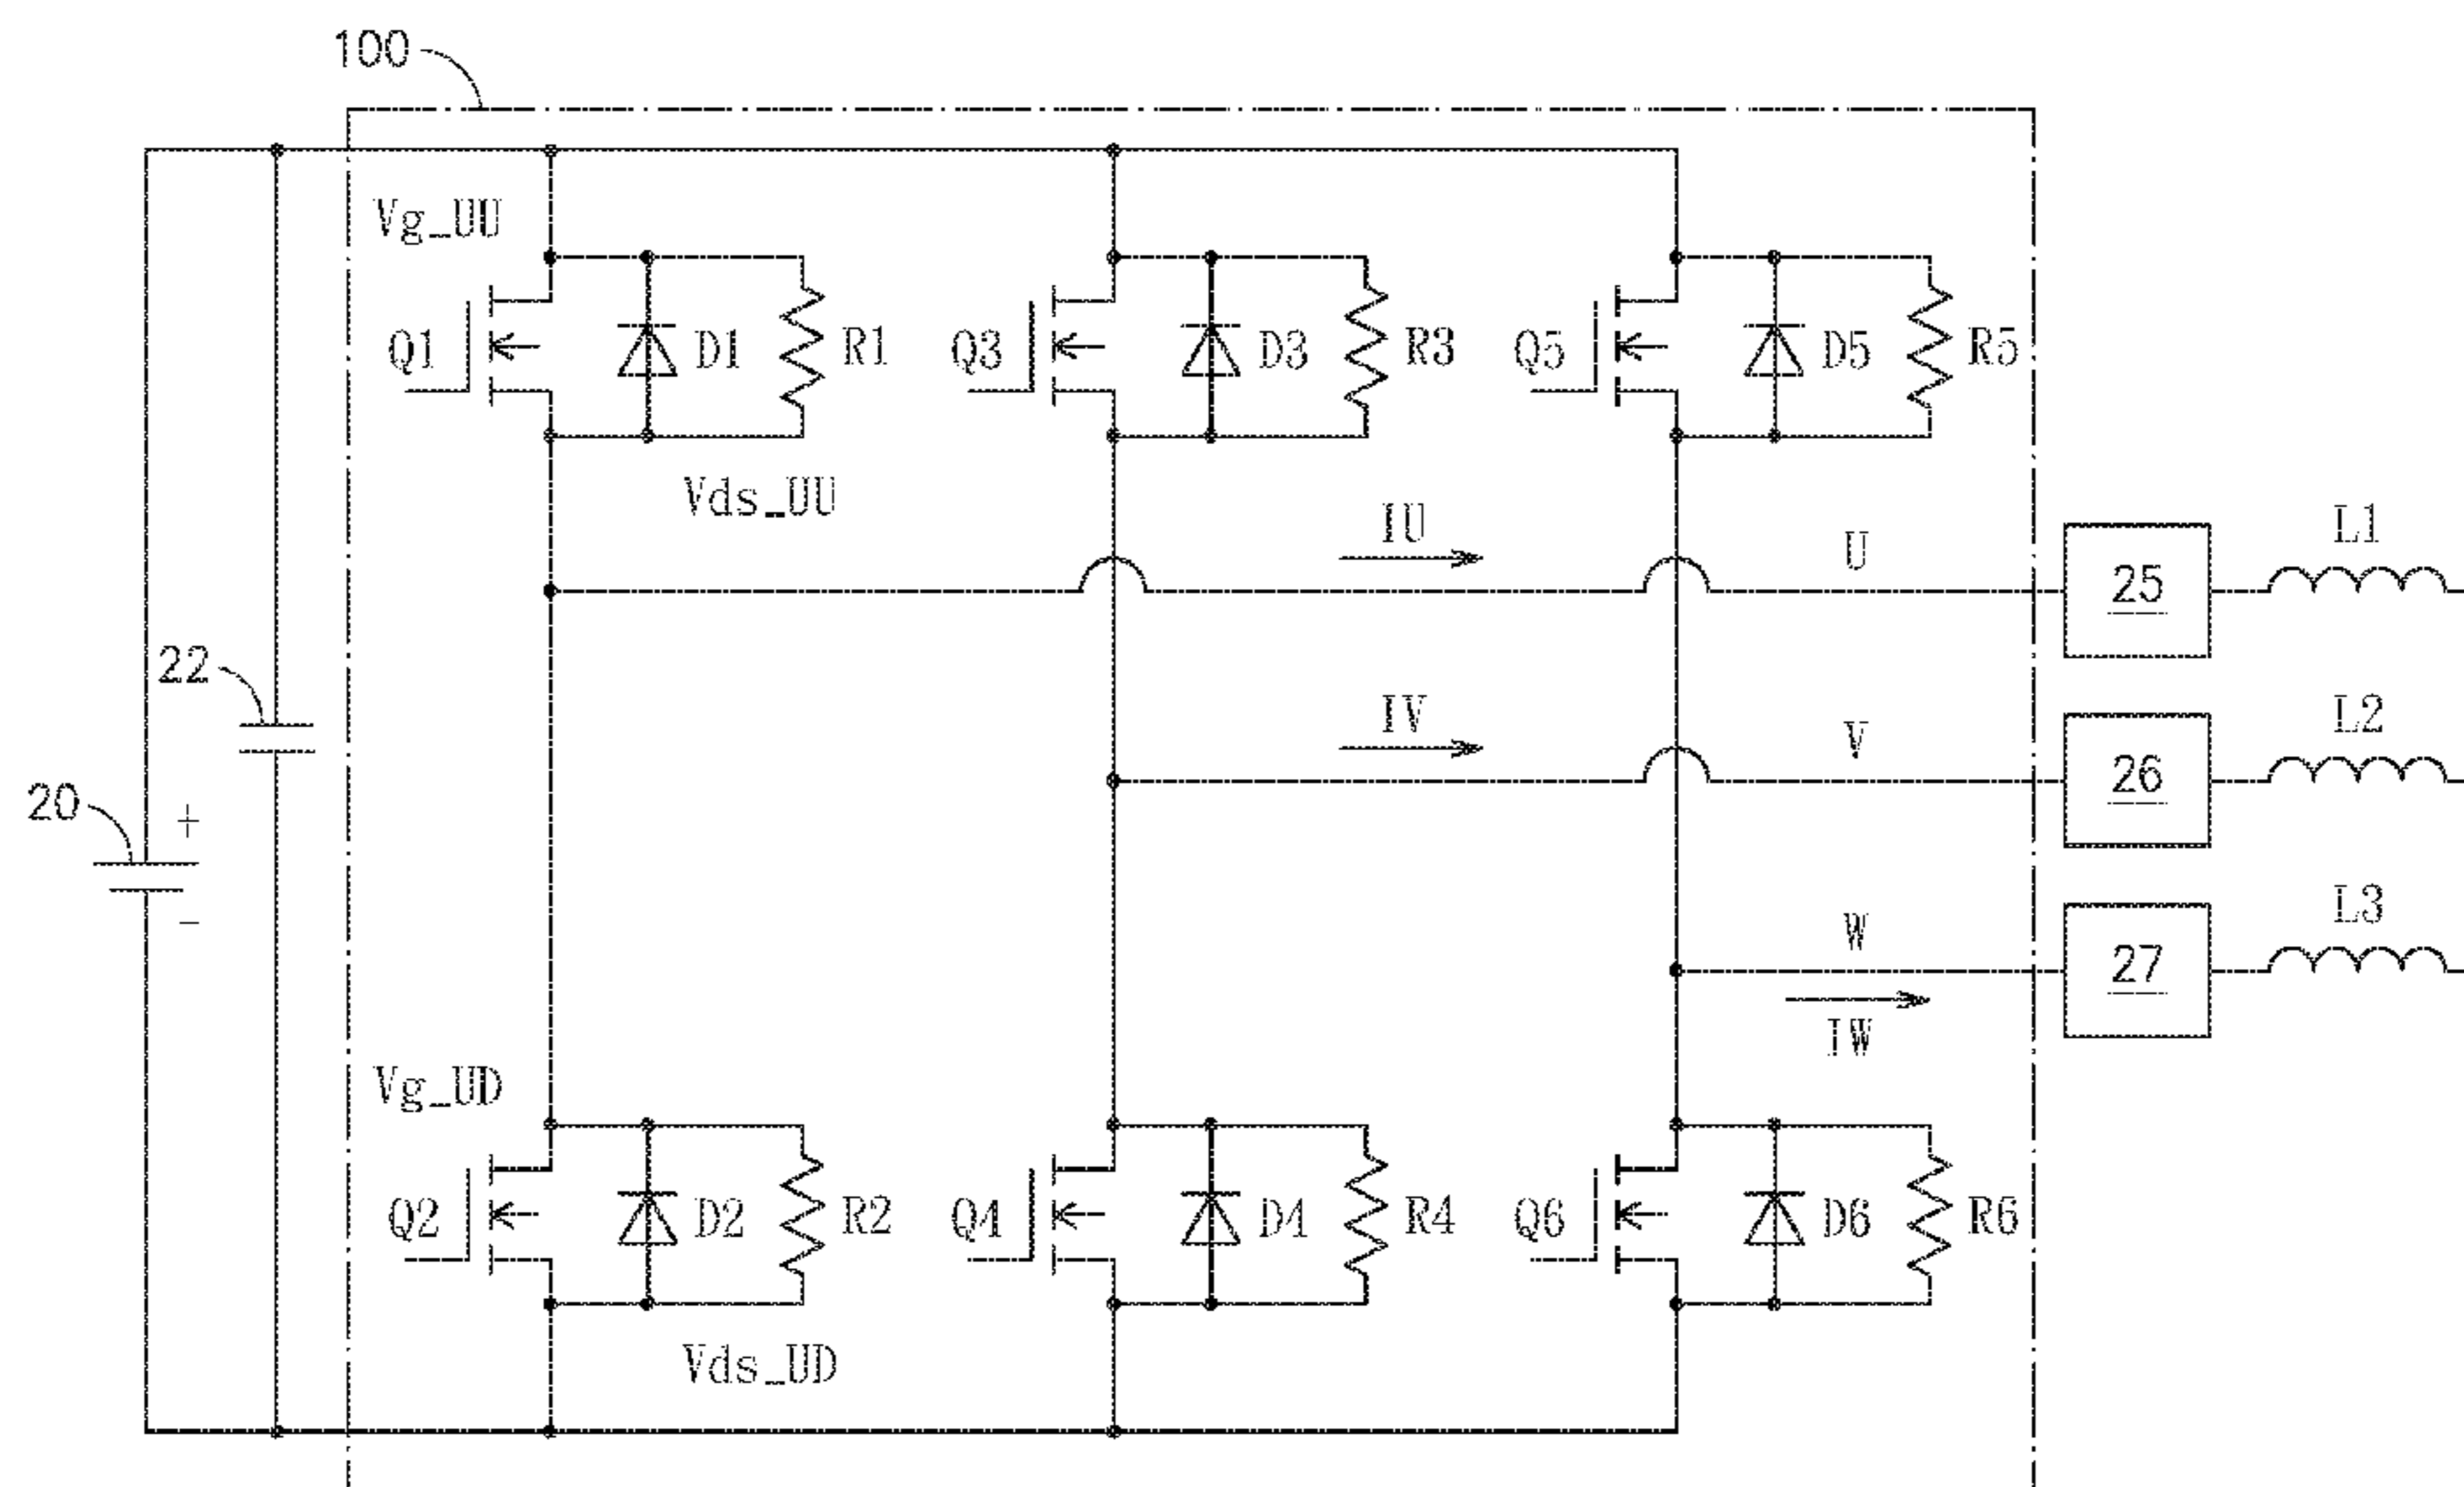 100
Vg_UU
Q1 D1 R1 Q3 D3 R3 Q5 D5 R5
Vds_UU
IU U 25 L1
22
IV V 26 L2
20 +
-
W 27 L3
IW
Vg_UD
Q2 D2 R2 Q4 D4 R4 Q6 D6 R6
Vds_UD